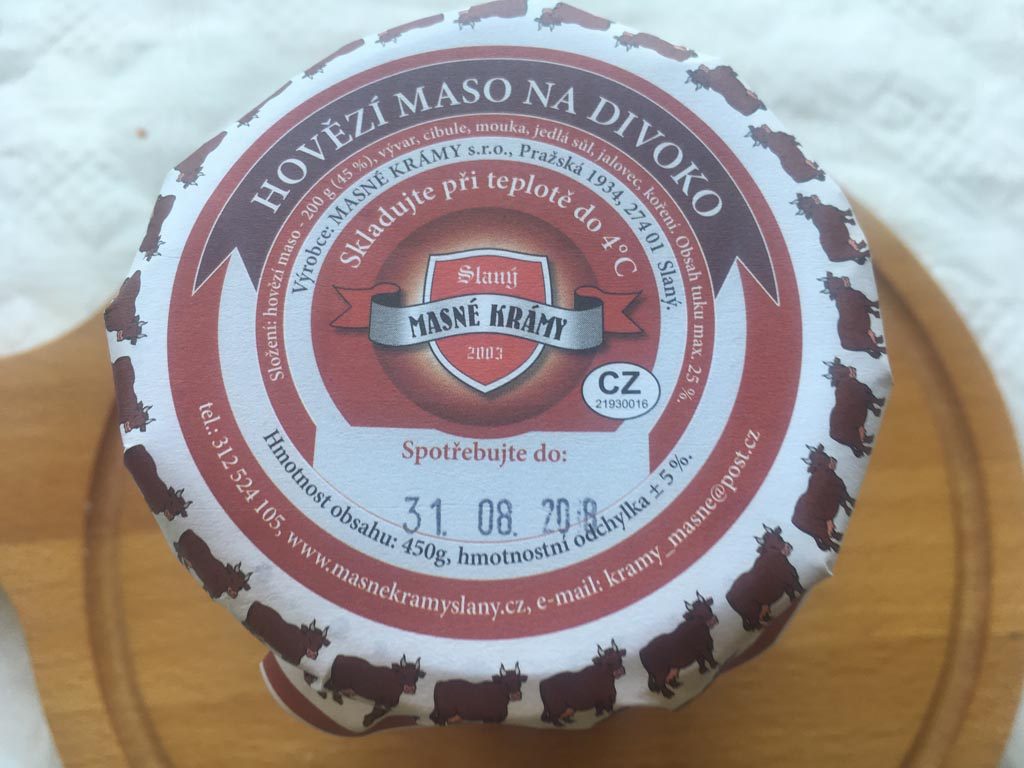 HOVĚZÍ MASO NA DIVOKO
Složení: hovězí maso - 200 g (45 %), vývar, cibule, mouka, jedlá sůl, jalovec, koření. Obsah tuku max. 25 %.
Výrobce: MASNÉ KRÁMY s.r.o., Pražská 1934, 274 01 Slaný.
Skladujte při teplotě do 4°C
Slaný
MASNÉ KRÁMY
2003
CZ
21930016
Spotřebujte do:
31. 08. 2018
Hmotnost obsahu: 450g, hmotnostní odchylka ± 5 %.
tel.: 312 524 105, www.masnekramyslany.cz, e-mail: kramy_masne@post.cz